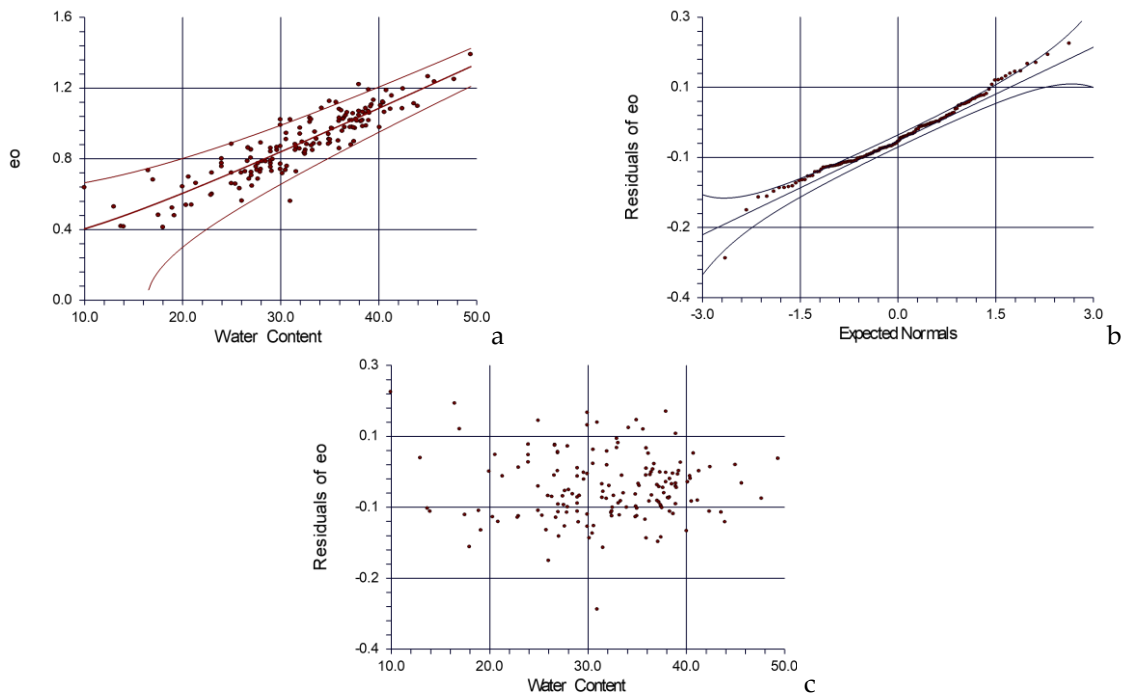 1.6
1.2
0.8
0.4
0.0
eo
10.0 20.0 30.0 40.0 50.0
Water Content
a
0.3
0.1
-0.1
-0.2
-0.4
Residuals of eo
-3.0 -1.5 0.0 1.5 3.0
Expected Normals
b
0.3
0.1
-0.1
-0.2
-0.4
Residuals of eo
10.0 20.0 30.0 40.0 50.0
Water Content
c